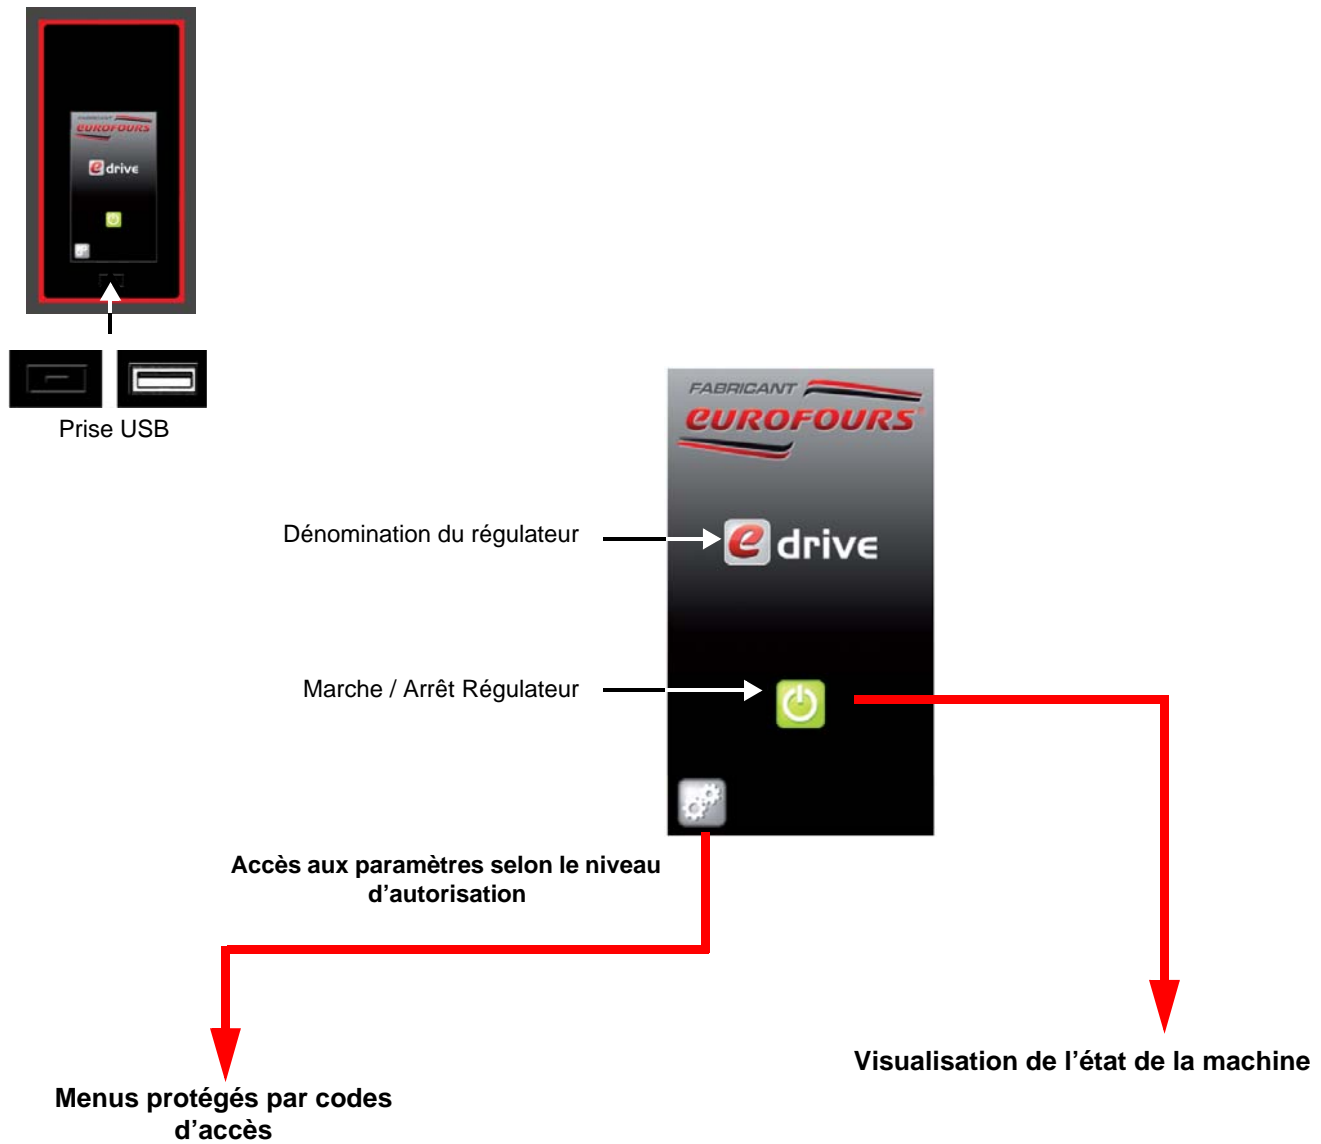 FABRICANT
eUROFOURS
e drive
Prise USB
FABRICANT
eUROFOURS®
Dénomination du régulateur
e drive
Marche / Arrêt Régulateur
Accès aux paramètres selon le niveau
d’autorisation
Visualisation de l’état de la machine
Menus protégés par codes
d’accès